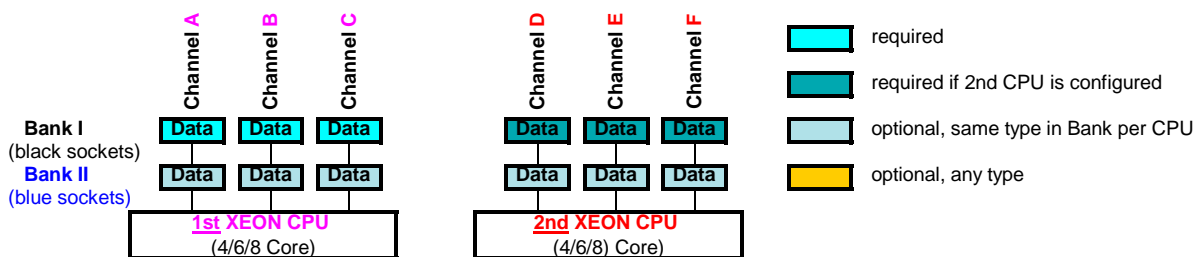 Channel A
Channel B
Channel C
Channel D
Channel E
Channel F
required
required if 2nd CPU is configured
Bank I
(black sockets)
Data Data Data Data Data Data
optional, same type in Bank per CPU
Bank II
(blue sockets)
Data Data Data Data Data Data
optional, any type
1st XEON CPU
(4/6/8 Core)
2nd XEON CPU
(4/6/8) Core)